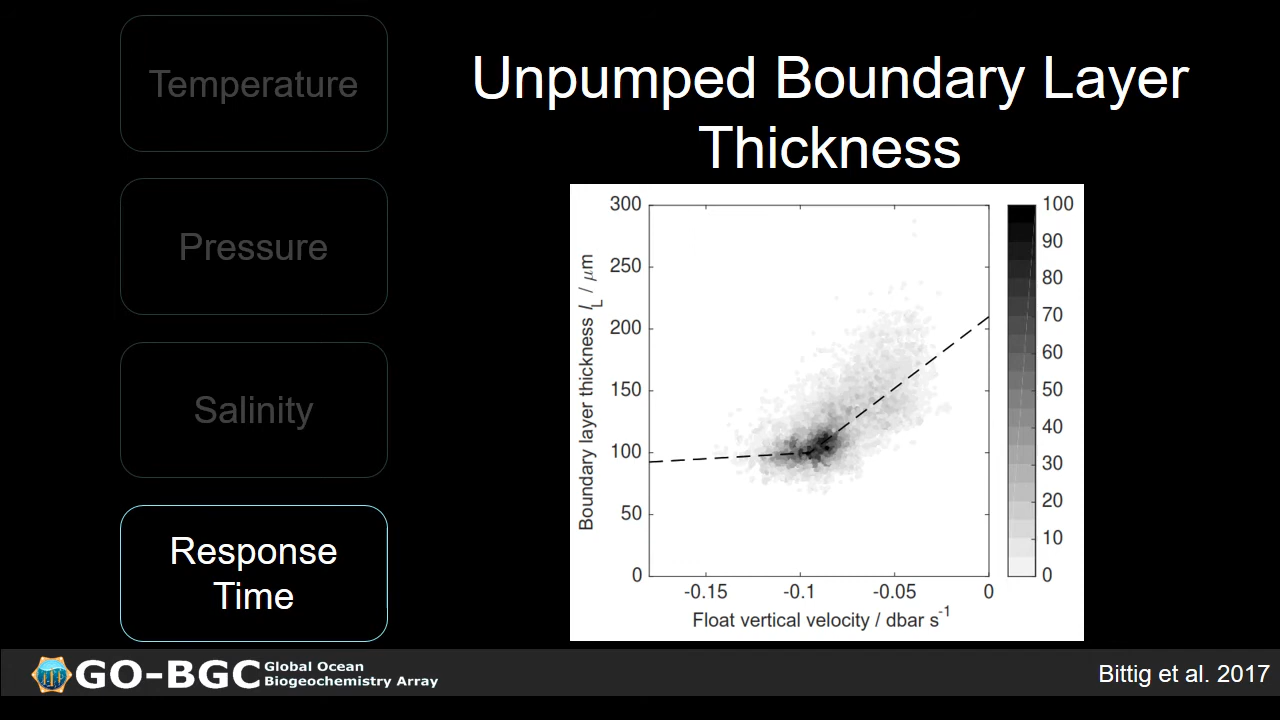 Temperature
Pressure
Salinity
Response
Time
Unpumped Boundary Layer
Thickness
300
250
200
150
100
50
0
Boundary layer thickness l_L / μm
-0.15
-0.1
-0.05
0
Float vertical velocity / dbar s⁻¹
100
90
80
70
60
50
40
30
20
10
0
GO-BGC
Global Ocean
Biogeochemistry Array
Bittig et al. 2017